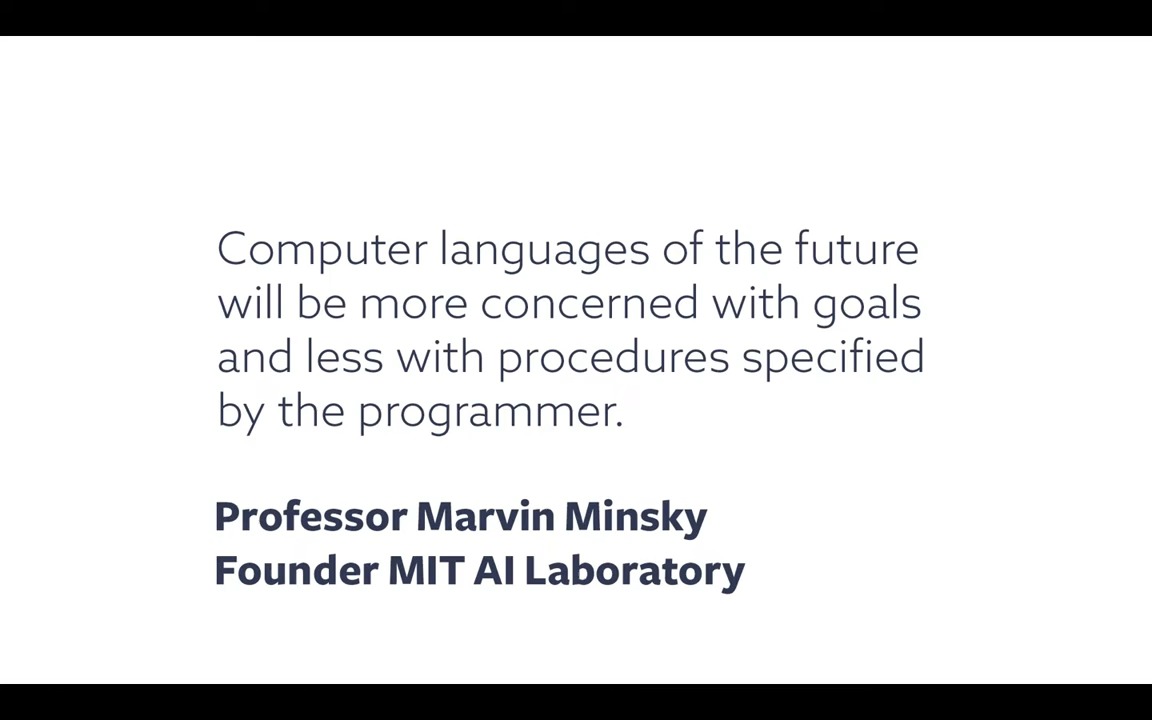 Computer languages of the future
will be more concerned with goals
and less with procedures specified
by the programmer.
Professor Marvin Minsky
Founder MIT AI Laboratory